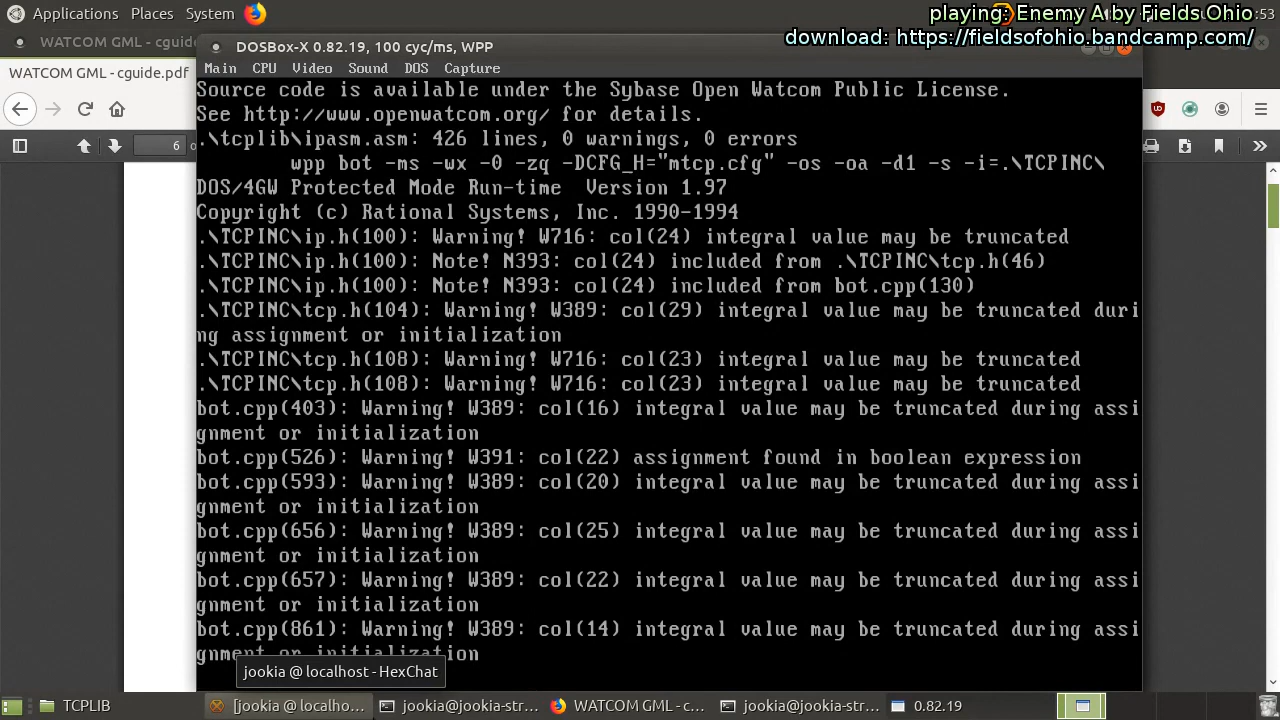 Applications Places System
:53
playing: Enemy A by Fields Ohio
download: https://fieldsofohio.bandcamp.com/
WATCOM GML - cguide
DOSBox-X 0.82.19, 100 cyc/ms, WPP
WATCOM GML - cguide.pdf
Main CPU Video Sound DOS Capture
6
Source code is available under the Sybase Open Watcom Public License.
See http://www.openwatcom.org/ for details.
.\tcplib\ipasm.asm: 426 lines, 0 warnings, 0 errors
wpp bot -ms -wx -0 -zq -DCFG_H="mtcp.cfg" -os -oa -d1 -s -i=.\TCPINC\
DOS/4GW Protected Mode Run-time  Version 1.97
Copyright (c) Rational Systems, Inc. 1990-1994
.\TCPINC\ip.h(100): Warning! W716: col(24) integral value may be truncated
.\TCPINC\ip.h(100): Note! N393: col(24) included from .\TCPINC\tcp.h(46)
.\TCPINC\ip.h(100): Note! N393: col(24) included from bot.cpp(130)
.\TCPINC\tcp.h(104): Warning! W389: col(29) integral value may be truncated duri
ng assignment or initialization
.\TCPINC\tcp.h(108): Warning! W716: col(23) integral value may be truncated
.\TCPINC\tcp.h(108): Warning! W716: col(23) integral value may be truncated
bot.cpp(403): Warning! W389: col(16) integral value may be truncated during assi
gnment or initialization
bot.cpp(526): Warning! W391: col(22) assignment found in boolean expression
bot.cpp(593): Warning! W389: col(20) integral value may be truncated during assi
gnment or initialization
bot.cpp(656): Warning! W389: col(25) integral value may be truncated during assi
gnment or initialization
bot.cpp(657): Warning! W389: col(22) integral value may be truncated during assi
gnment or initialization
bot.cpp(861): Warning! W389: col(14) integral value may be truncated during assi
gnment or initialization
jookia @ localhost - HexChat
TCPLIB
[jookia @ localho...
jookia@jookia-str...
WATCOM GML - c...
jookia@jookia-str...
0.82.19